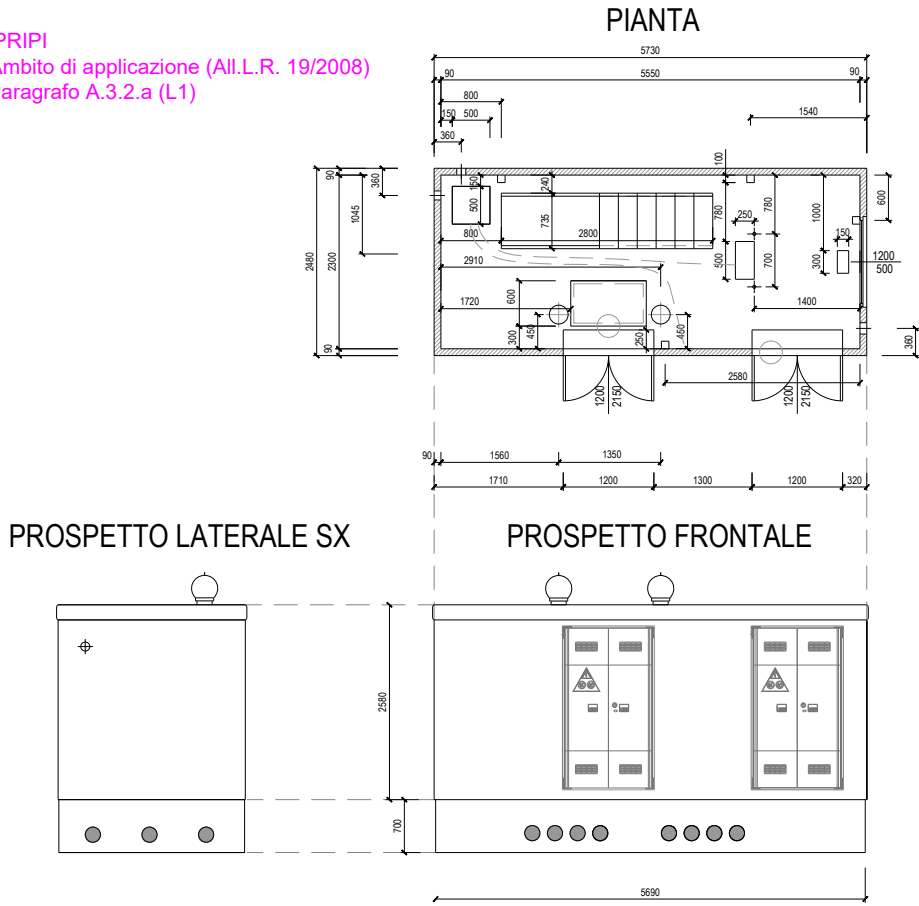 PIANTA
PRIPI
Ambito di applicazione (All.L.R. 19/2008)
Paragrafo A.3.2.a (L1)
5730
90 5550 90
800 1540
150 500
360
100
90 360 150 240 600
1045 500 735 780 250 780 1000 150
2480 2300 800 2800 1200
500 700 300 500
2910
1720 600 1400
300 450 250 450 360
90 2580
1200 2150 1200 2150
90 1560 1350
1710 1200 1300 1200 320
PROSPETTO LATERALE SX PROSPETTO FRONTALE
2580
700
5690